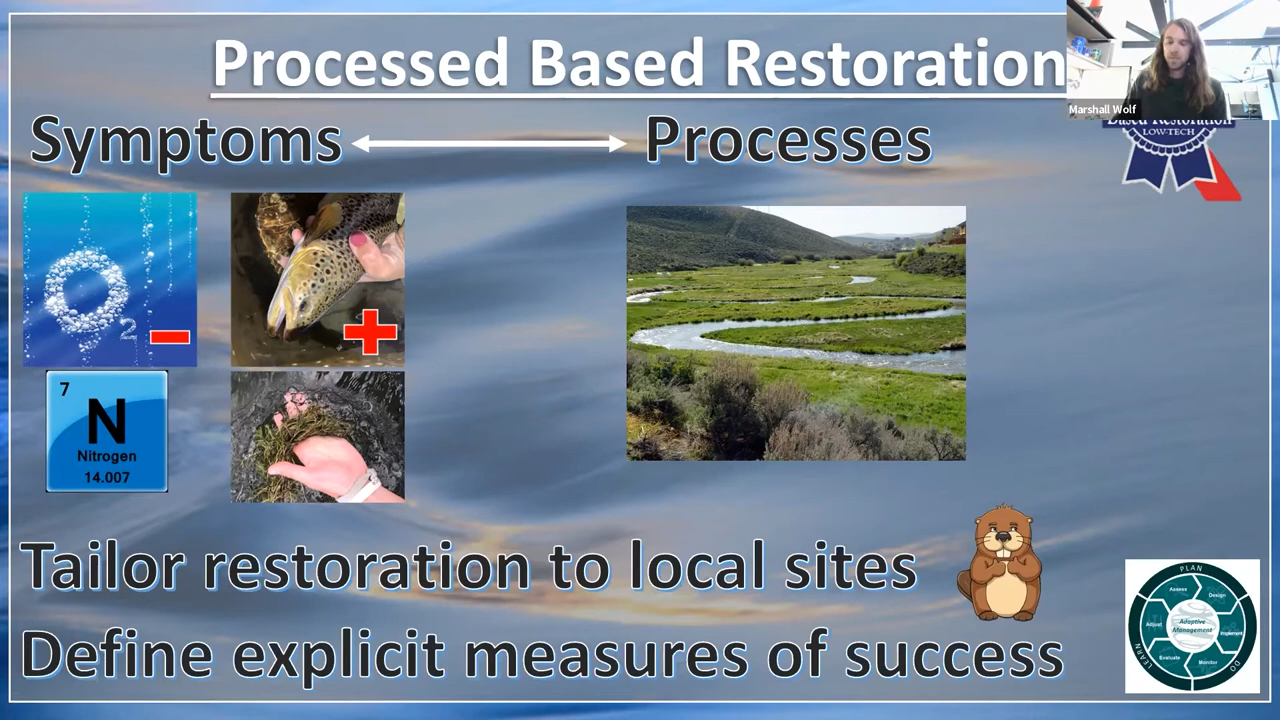 Processed Based Restoration
Marshall Wolf
Symptoms
Processes
Based Restoration
LOW-TECH
O2
7
N
Nitrogen
14.007
Tailor restoration to local sites
Define explicit measures of success
PLAN
Assess
Design
Adjust
Adaptive
Management
Implement
Evaluate
Monitor
LEARN
DO